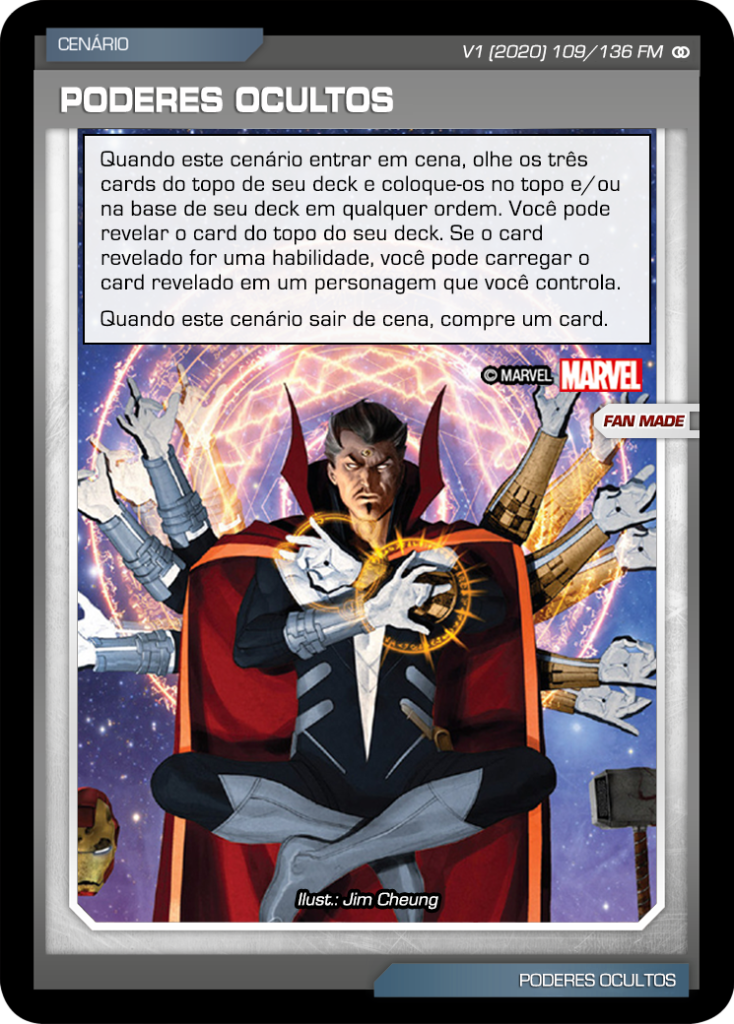 CENÁRIO
V1 (2020) 109/136 FM
PODERES OCULTOS
Quando este cenário entrar em cena, olhe os três
cards do topo de seu deck e coloque-os no topo e/ou
na base de seu deck em qualquer ordem. Você pode
revelar o card do topo do seu deck. Se o card
revelado for uma habilidade, você pode carregar o
card revelado em um personagem que você controla.
Quando este cenário sair de cena, compre um card.
© MARVEL MARVEL
FAN MADE
Ilust.: Jim Cheung
PODERES OCULTOS